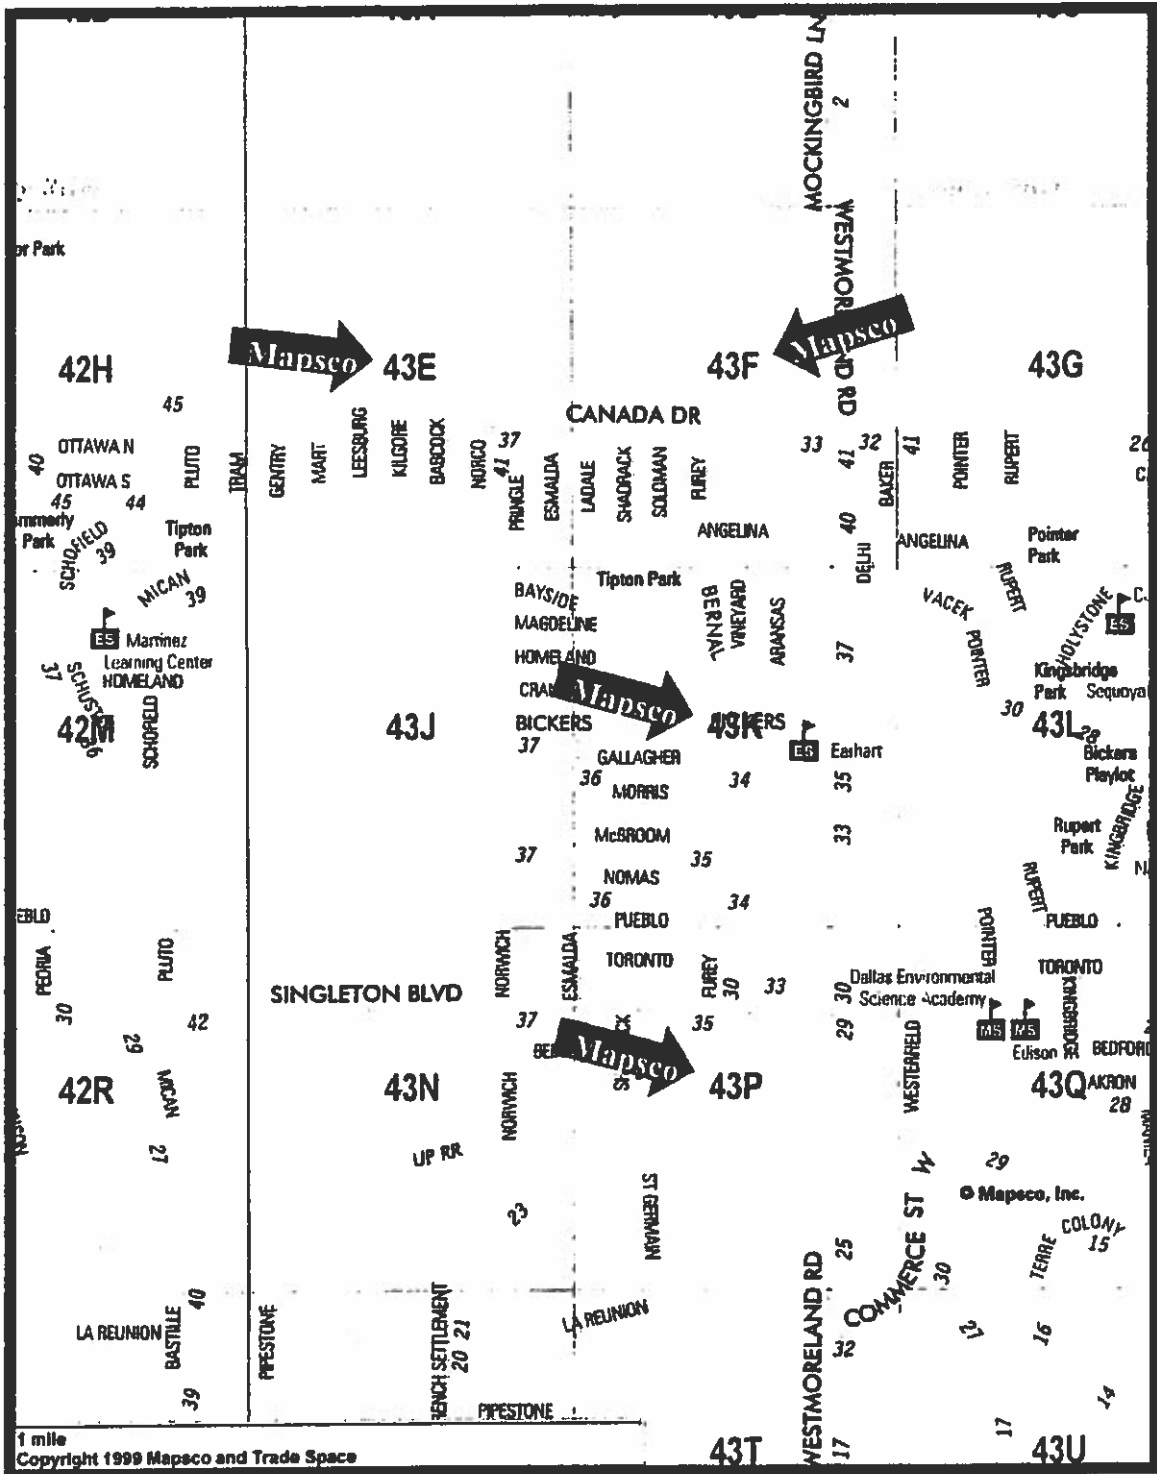 MOCKINGBIRD LN
2
or Park
WESTMORELAND RD
Mapsco
Mapsco
42H
43E
43F
43G
45
CANADA DR
OTTAWA N
40
PLUTO
TRAM
GENTRY
MART
LEESBURG
KILGORE
BABCOCK
NORCO
37
41
33
32
41
41
POINTER
RUPERT
26
OTTAWA S
45
44
PRINGLE
ESMALDA
LADALE
SHADRACK
SOLOMAN
FUREY
BAKER
Park
SCHOFIELD
39
Tipton
Park
ANGELINA
40
DELHI
ANGELINA
Pointer
Park
MICAN
39
BAYSIDE
Tipton Park
BERNAL
VINEYARD
ARANSAS
VACEK
RUPERT
HOLYSTONE
ES
ES
Martinez
Learning Center
MAGDELINE
37
POINTER
37
HOMELAND
HOMELAND
Kingsbridge
Park
Sequoya
SCHOFIELD
Mapsco
30
42M
43J
BICKERS
43K
43L
28
37
GALLAGHER
ES
Earhart
Bickers
Playlot
36
34
35
MORRIS
KINGBRIDGE
McBROOM
33
Rupert
Park
37
35
NOMAS
36
34
RUPERT
PUEBLO
POINTER
PUEBLO
PEORIA
PLUTO
NORWICH
ESMALDA
TORONTO
FUREY
30
33
TORONTO
Dallas Environmental
Science Academy
SINGLETON BLVD
30
30
42
37
35
29
29
MS
MS
Edison
BEDFORD
Mapsco
WESTERFIELD
42R
MICAN
43N
NORWICH
43P
43Q
AKRON
28
27
UP RR
29
© Mapsco, Inc.
23
ST GERMAIN
COMMERCE ST W
COLONY
15
TERRE
25
30
40
LA REUNION
BASTILLE
PIPESTONE
21
20
LA REUNION
WESTMORELAND RD
32
27
16
39
PIPESTONE
14
17
17
43T
43U
1 mile
Copyright 1999 Mapsco and Trade Space